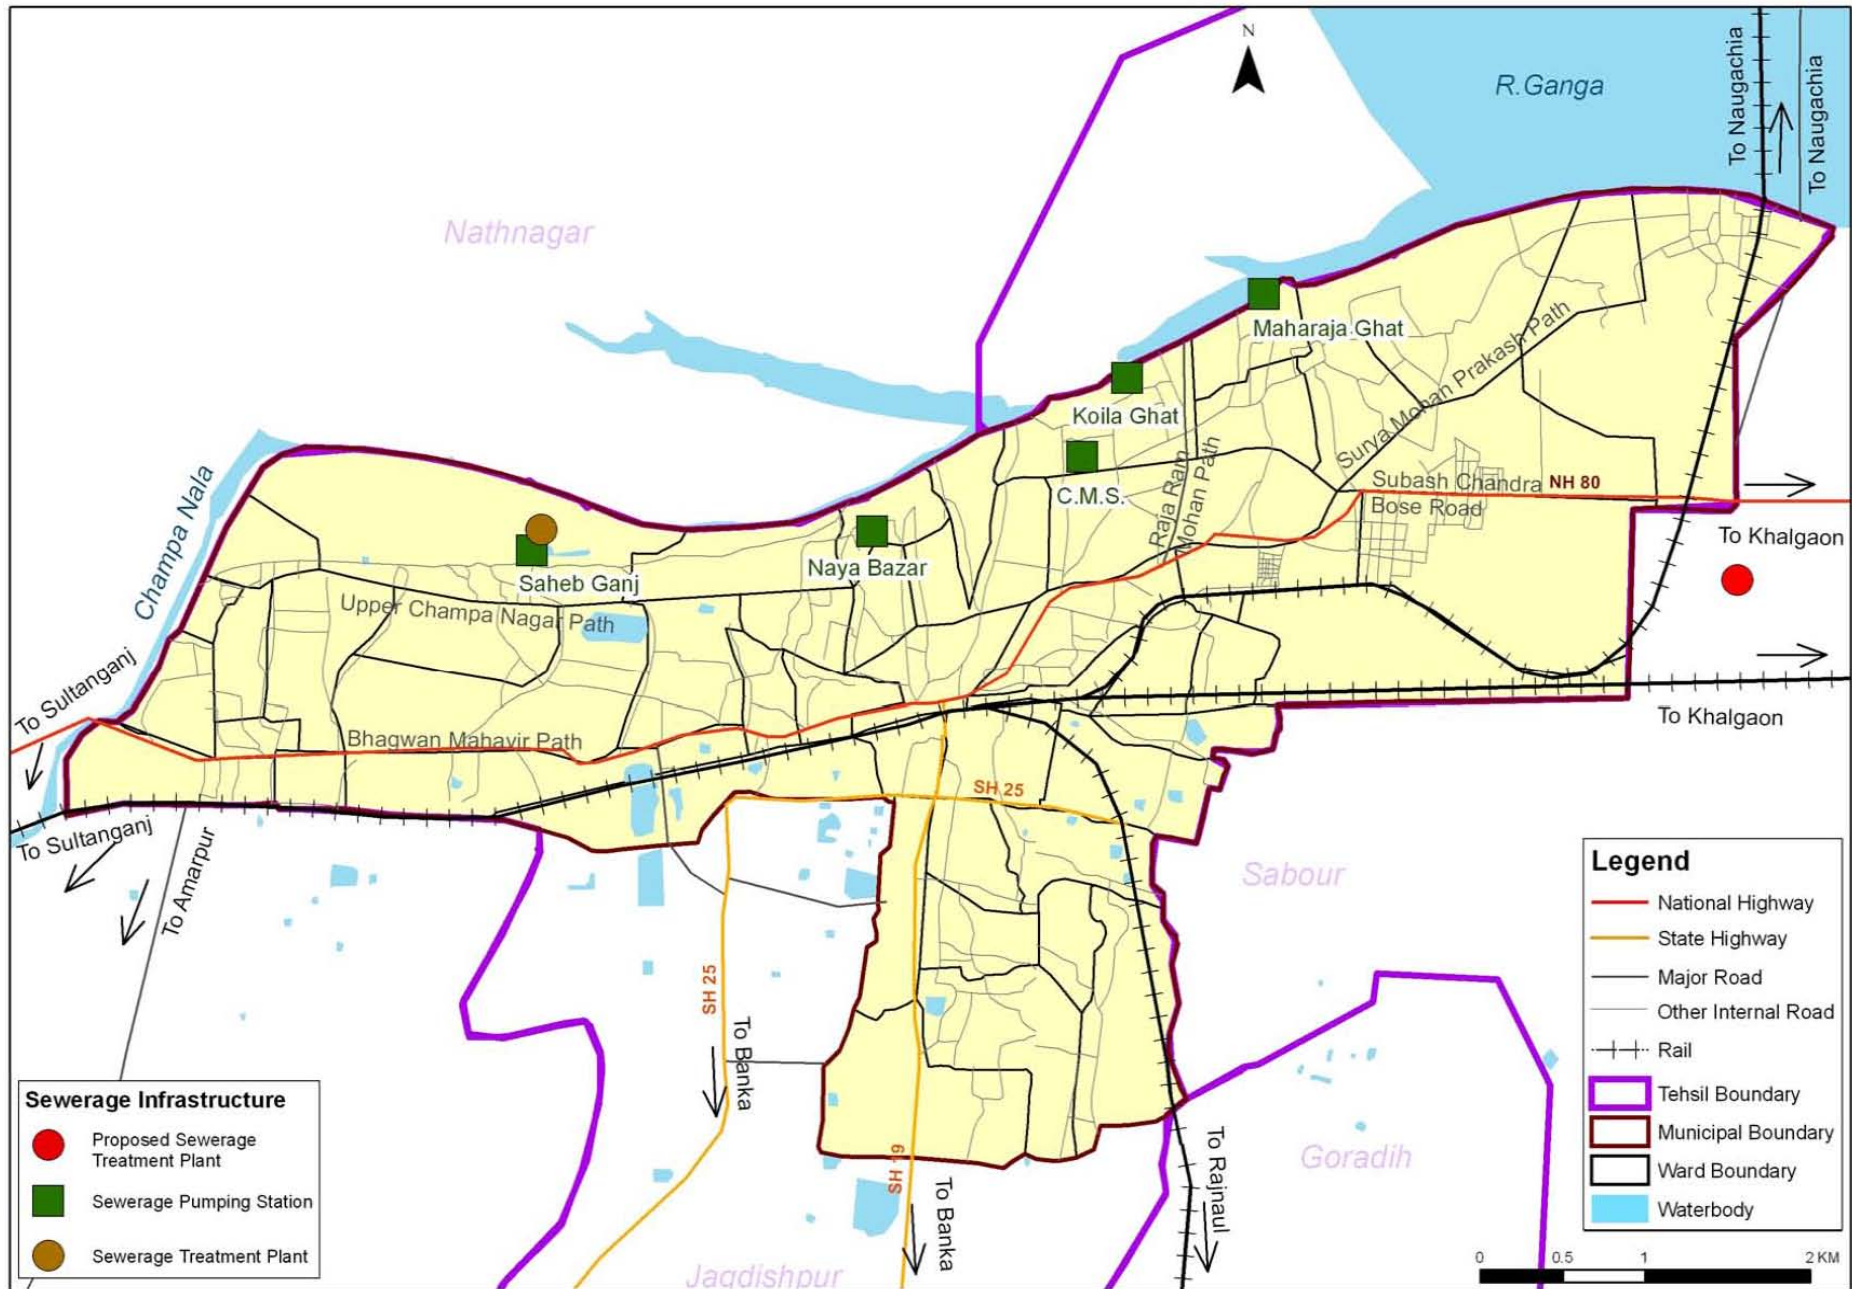 N
R.Ganga
To Naugachia
To Naugachia
Nathnagar
Maharaja Ghat
Koila Ghat
Surya Mohan Prakash Path
C.M.S.
Raja Ram
Mohan Path
Subash Chandra
Bose Road
NH 80
To Khalgaon
Champa Nala
Saheb Ganj
Naya Bazar
Upper Champa Nagar Path
To Sultanganj
Bhagwan Mahavir Path
To Khalgaon
To Sultanganj
To Amarpur
SH 25
Sabour
SH 25
To Banka
SH 19
To Banka
To Rajnaul
Goradih
Jagdishpur
Legend
National Highway
State Highway
Major Road
Other Internal Road
Rail
Tehsil Boundary
Municipal Boundary
Ward Boundary
Waterbody
0 0.5 1 2 KM
Sewerage Infrastructure
Proposed Sewerage
Treatment Plant
Sewerage Pumping Station
Sewerage Treatment Plant